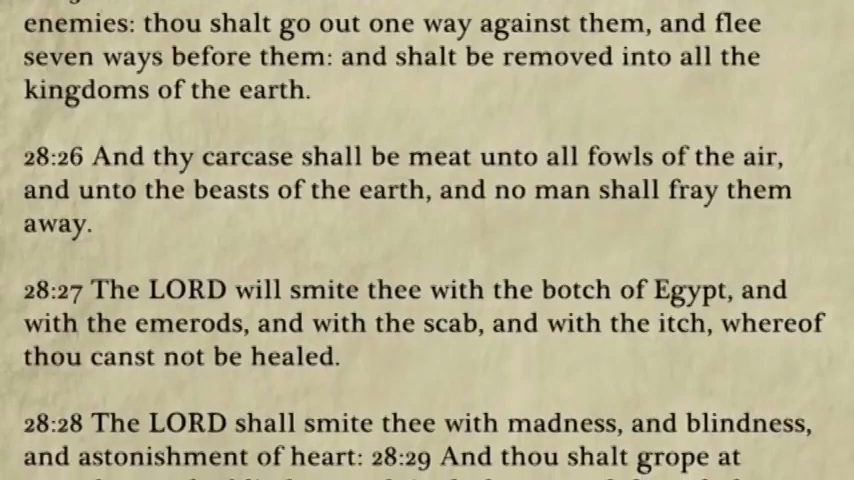 enemies: thou shalt go out one way against them, and flee
seven ways before them: and shalt be removed into all the
kingdoms of the earth.
28:26 And thy carcase shall be meat unto all fowls of the air,
and unto the beasts of the earth, and no man shall fray them
away.
28:27 The LORD will smite thee with the botch of Egypt, and
with the emerods, and with the scab, and with the itch, whereof
thou canst not be healed.
28:28 The LORD shall smite thee with madness, and blindness,
and astonishment of heart: 28:29 And thou shalt grope at